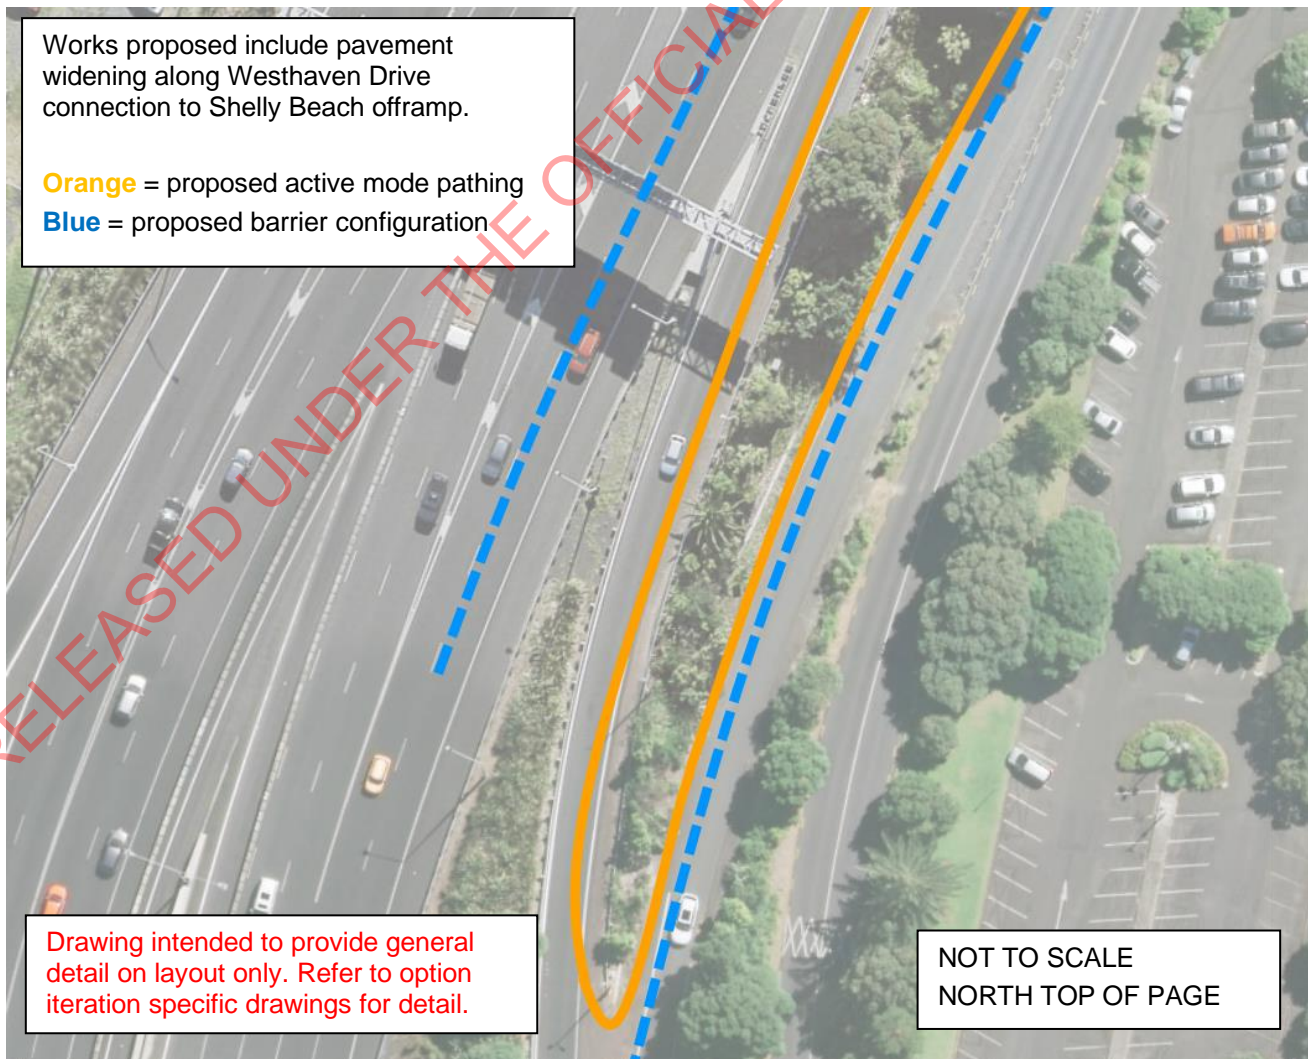 Works proposed include pavement
widening along Westhaven Drive
connection to Shelly Beach offramp.
Orange = proposed active mode pathing
Blue = proposed barrier configuration
RELEASED UNDER THE OFFICIAL
Drawing intended to provide general
detail on layout only. Refer to option
iteration specific drawings for detail.
NOT TO SCALE
NORTH TOP OF PAGE